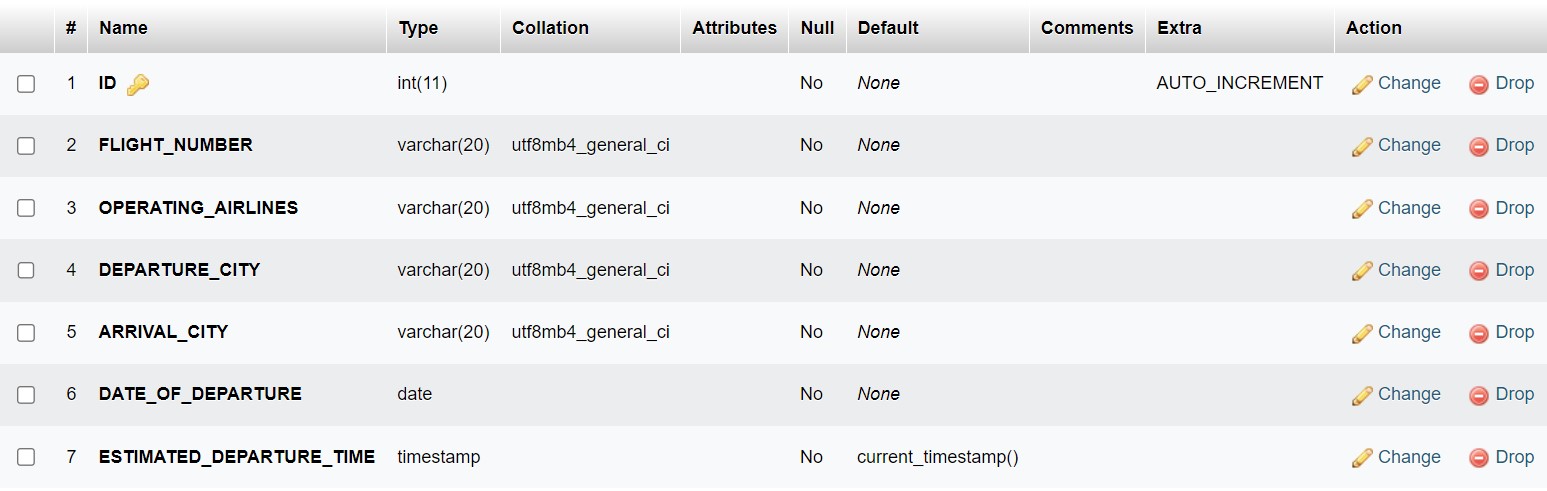 # Name Type Collation Attributes Null Default Comments Extra Action
1 ID int(11) No None AUTO_INCREMENT Change Drop
2 FLIGHT_NUMBER varchar(20) utf8mb4_general_ci No None Change Drop
3 OPERATING_AIRLINES varchar(20) utf8mb4_general_ci No None Change Drop
4 DEPARTURE_CITY varchar(20) utf8mb4_general_ci No None Change Drop
5 ARRIVAL_CITY varchar(20) utf8mb4_general_ci No None Change Drop
6 DATE_OF_DEPARTURE date No None Change Drop
7 ESTIMATED_DEPARTURE_TIME timestamp No current_timestamp() Change Drop